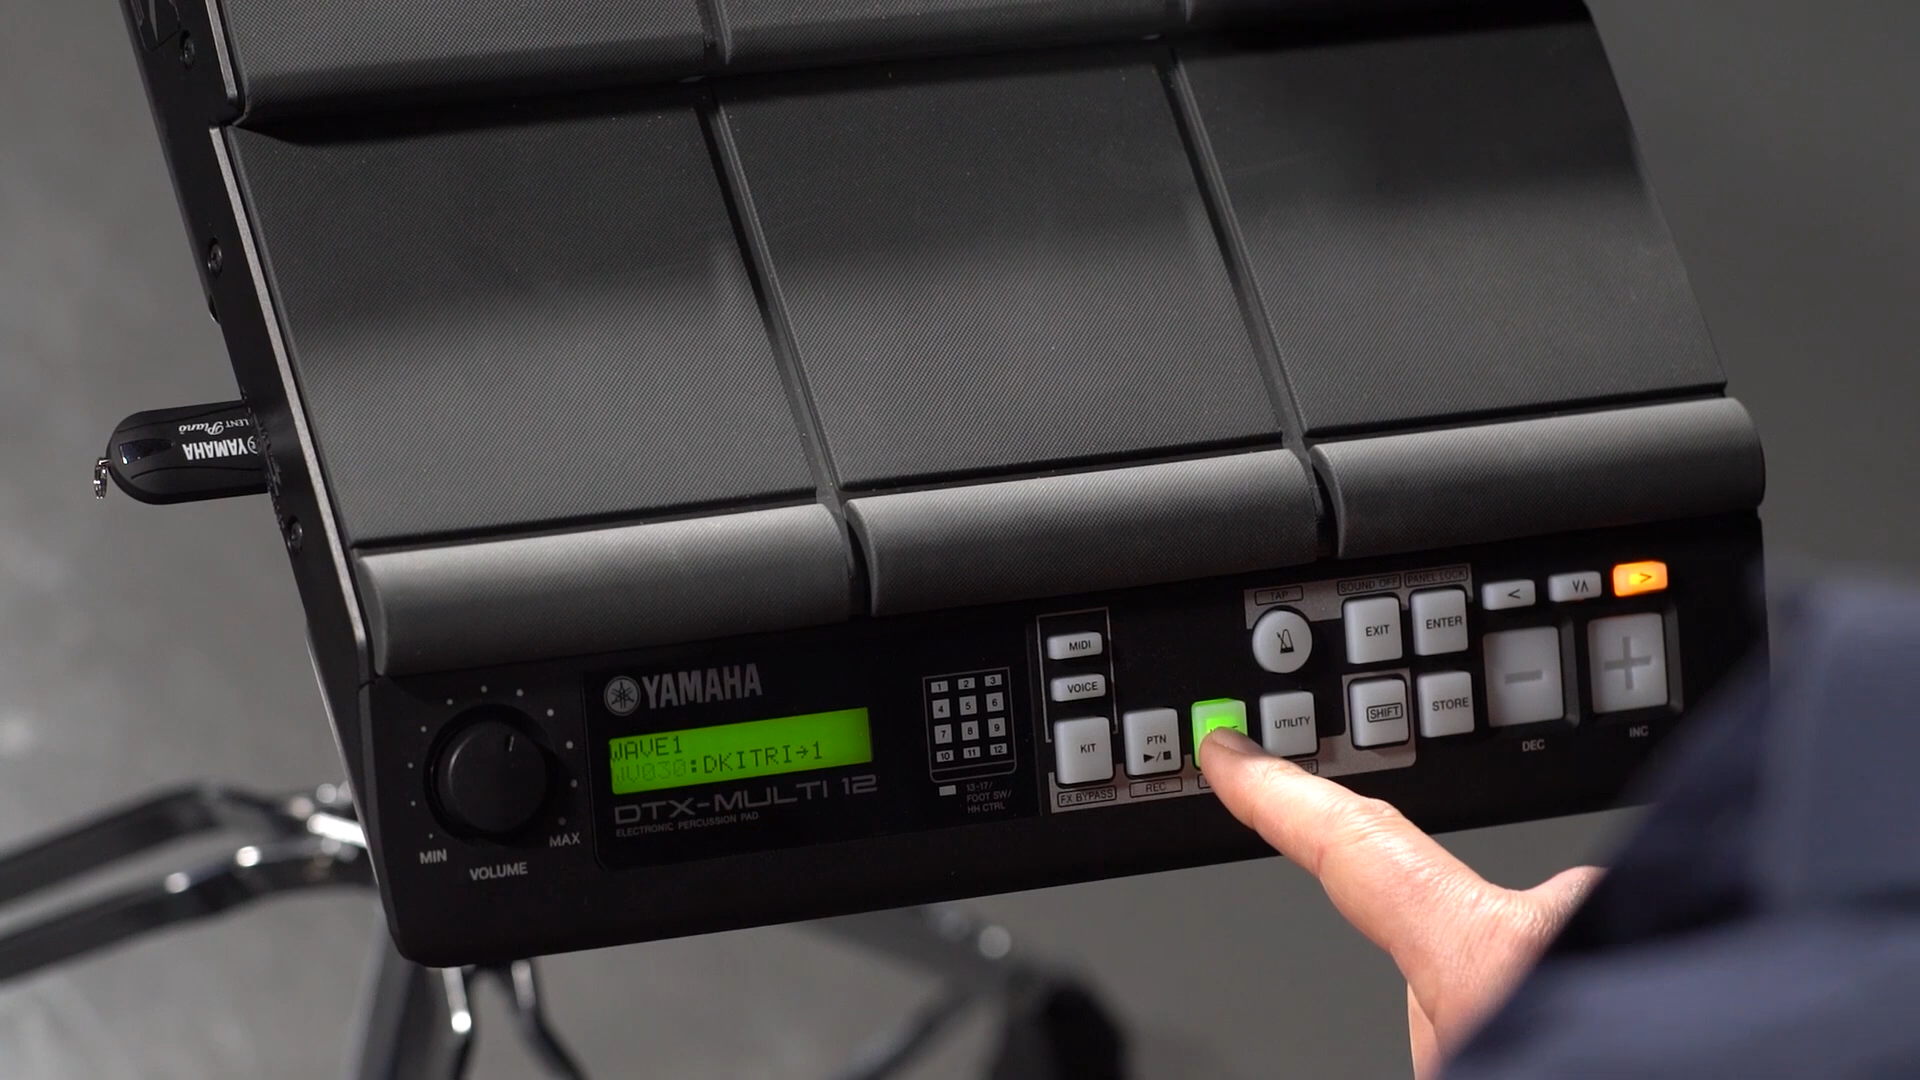 YAMAHA
LENT Piano
YAMAHA
WAVE1
WV030:DKITRI→1
DTX-MULTI 12
ELECTRONIC PERCUSSION PAD
MIN
MAX
VOLUME
1 2 3
4 5 6
7 8 9
10 11 12
13-17/
FOOT SW/
HH CTRL
MIDI
VOICE
KIT
FX BYPASS
PTN
►/■
REC
UTILITY
TAP
SOUND OFF
PANEL LOCK
EXIT
ENTER
SHIFT
STORE
<
∨∧
>
−
+
DEC
INC